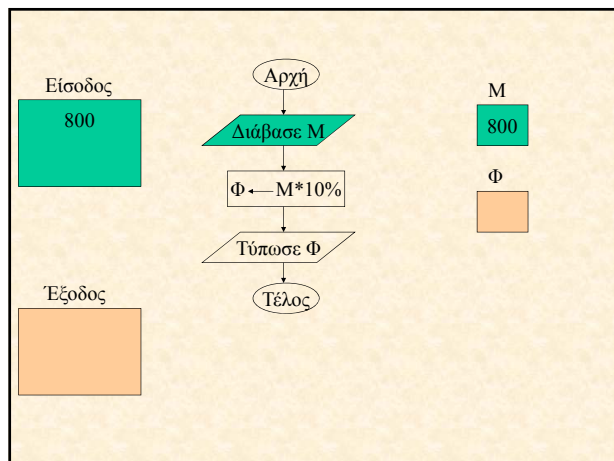 Είσοδος
800
Αρχή
Διάβασε Μ
Φ ← Μ*10%
Τύπωσε Φ
Τέλος
Μ
800
Φ
Έξοδος